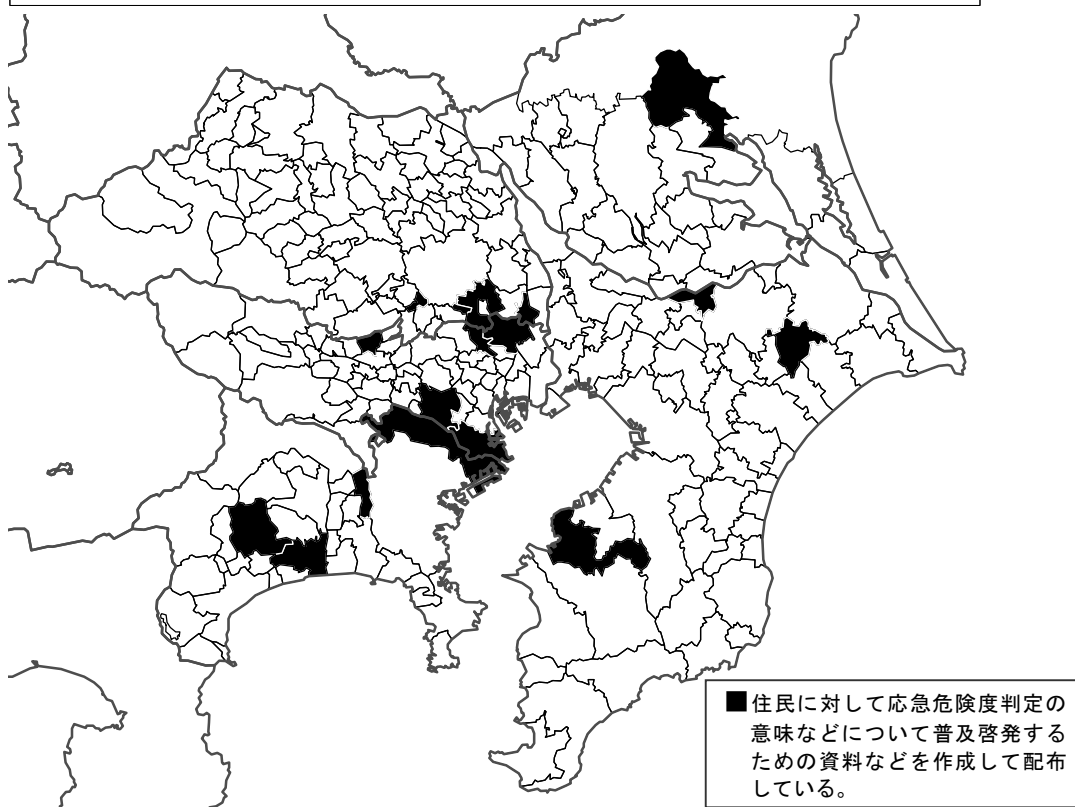 ■住民に対して応急危険度判定の
意味などについて普及啓発する
ための資料などを作成して配布
している。